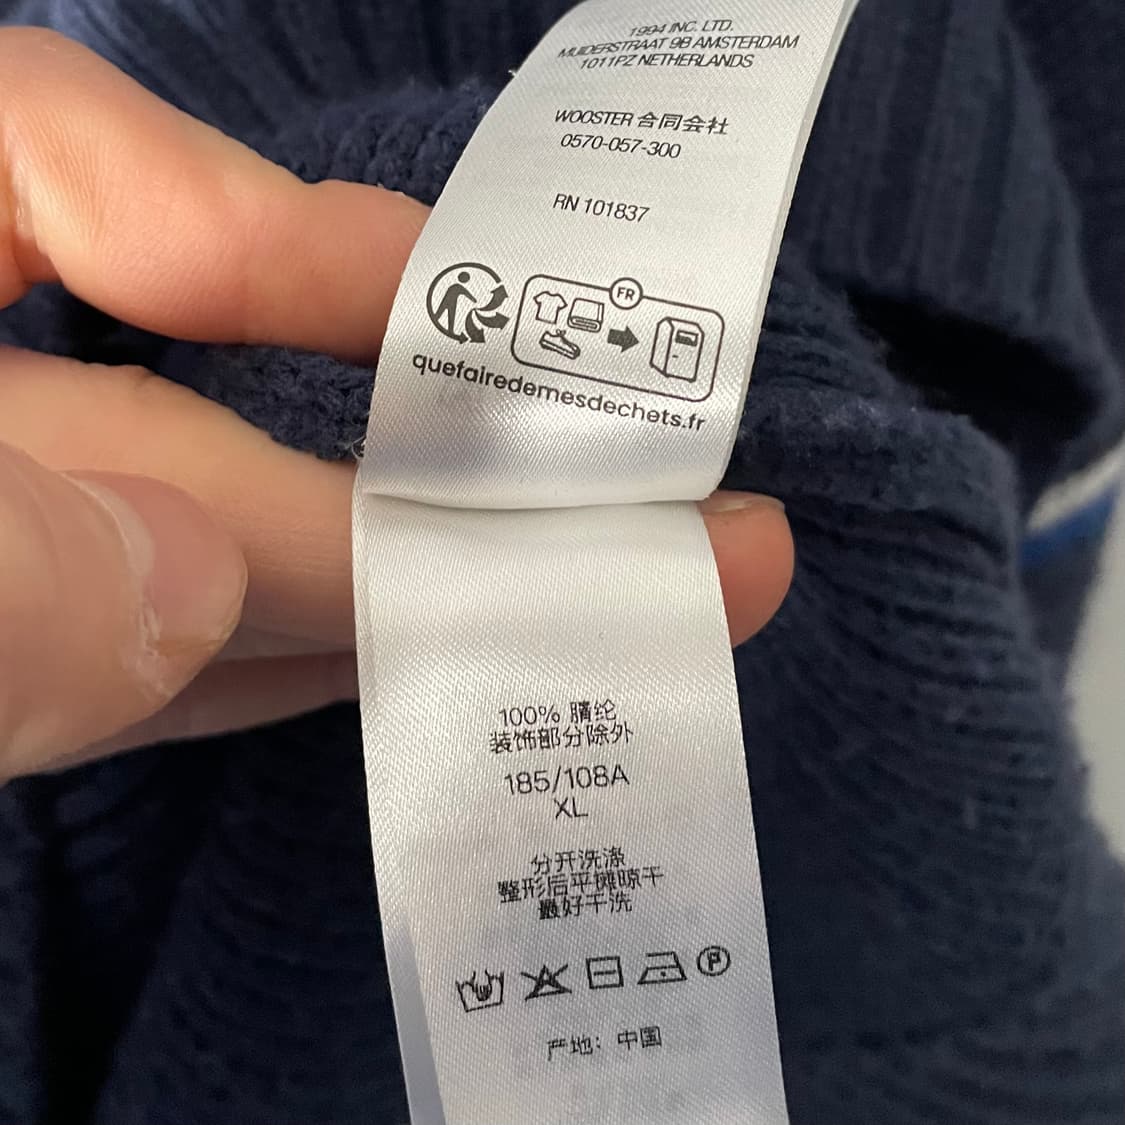 1994 INC. LTD.
MUIDERSTRAAT 9B AMSTERDAM
1011PZ NETHERLANDS
WOOSTER 合同会社
0570-057-300
RN 101837
FR
quefairedemesdechets.fr
100% 腈纶
装饰部分除外
185/108A
XL
分开洗涤
整形后平摊晾干
最好干洗
P
产地：中国